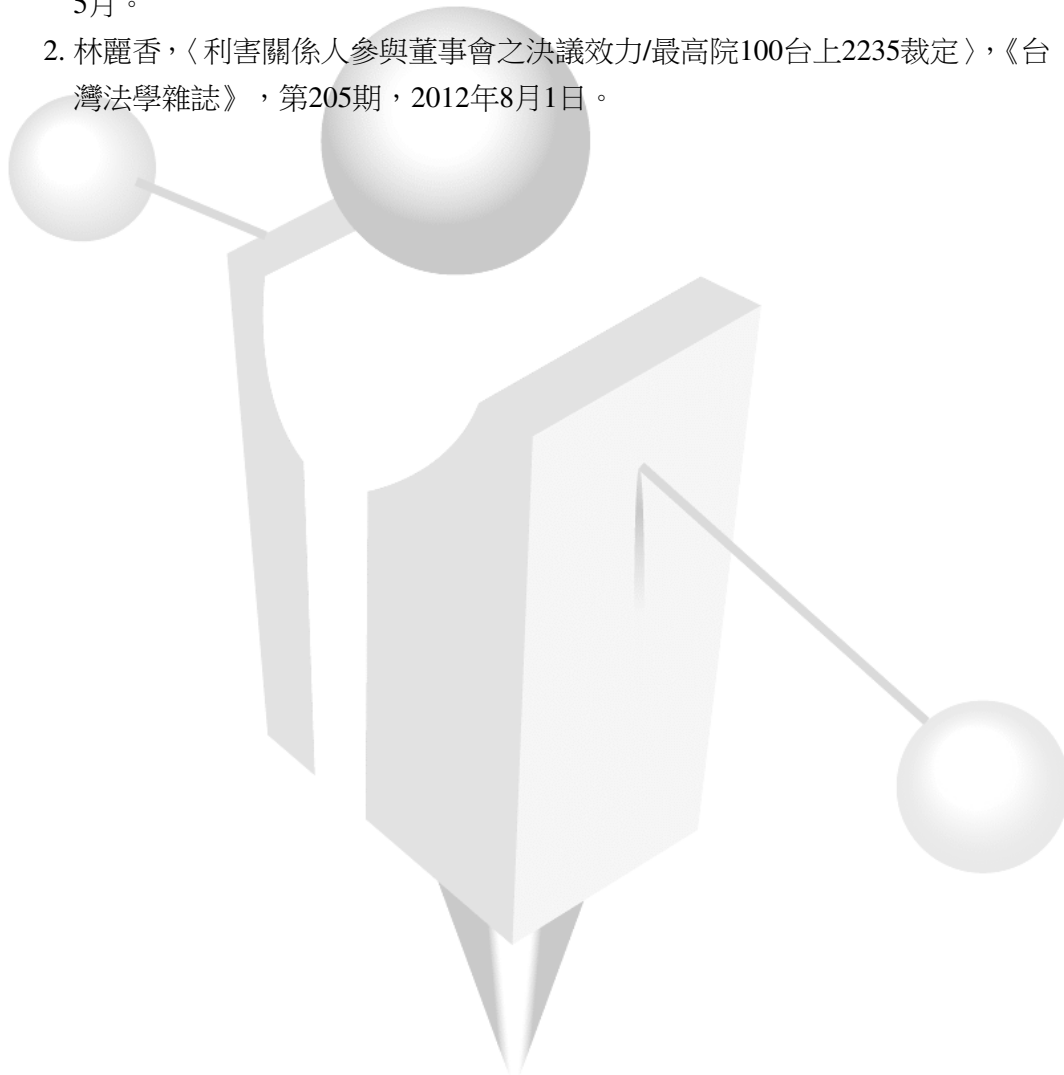 5月。
2. 林麗香,〈利害關係人參與董事會之決議效力/最高院100台上2235裁定〉,《台
灣法學雜誌》,第205期,2012年8月1日。